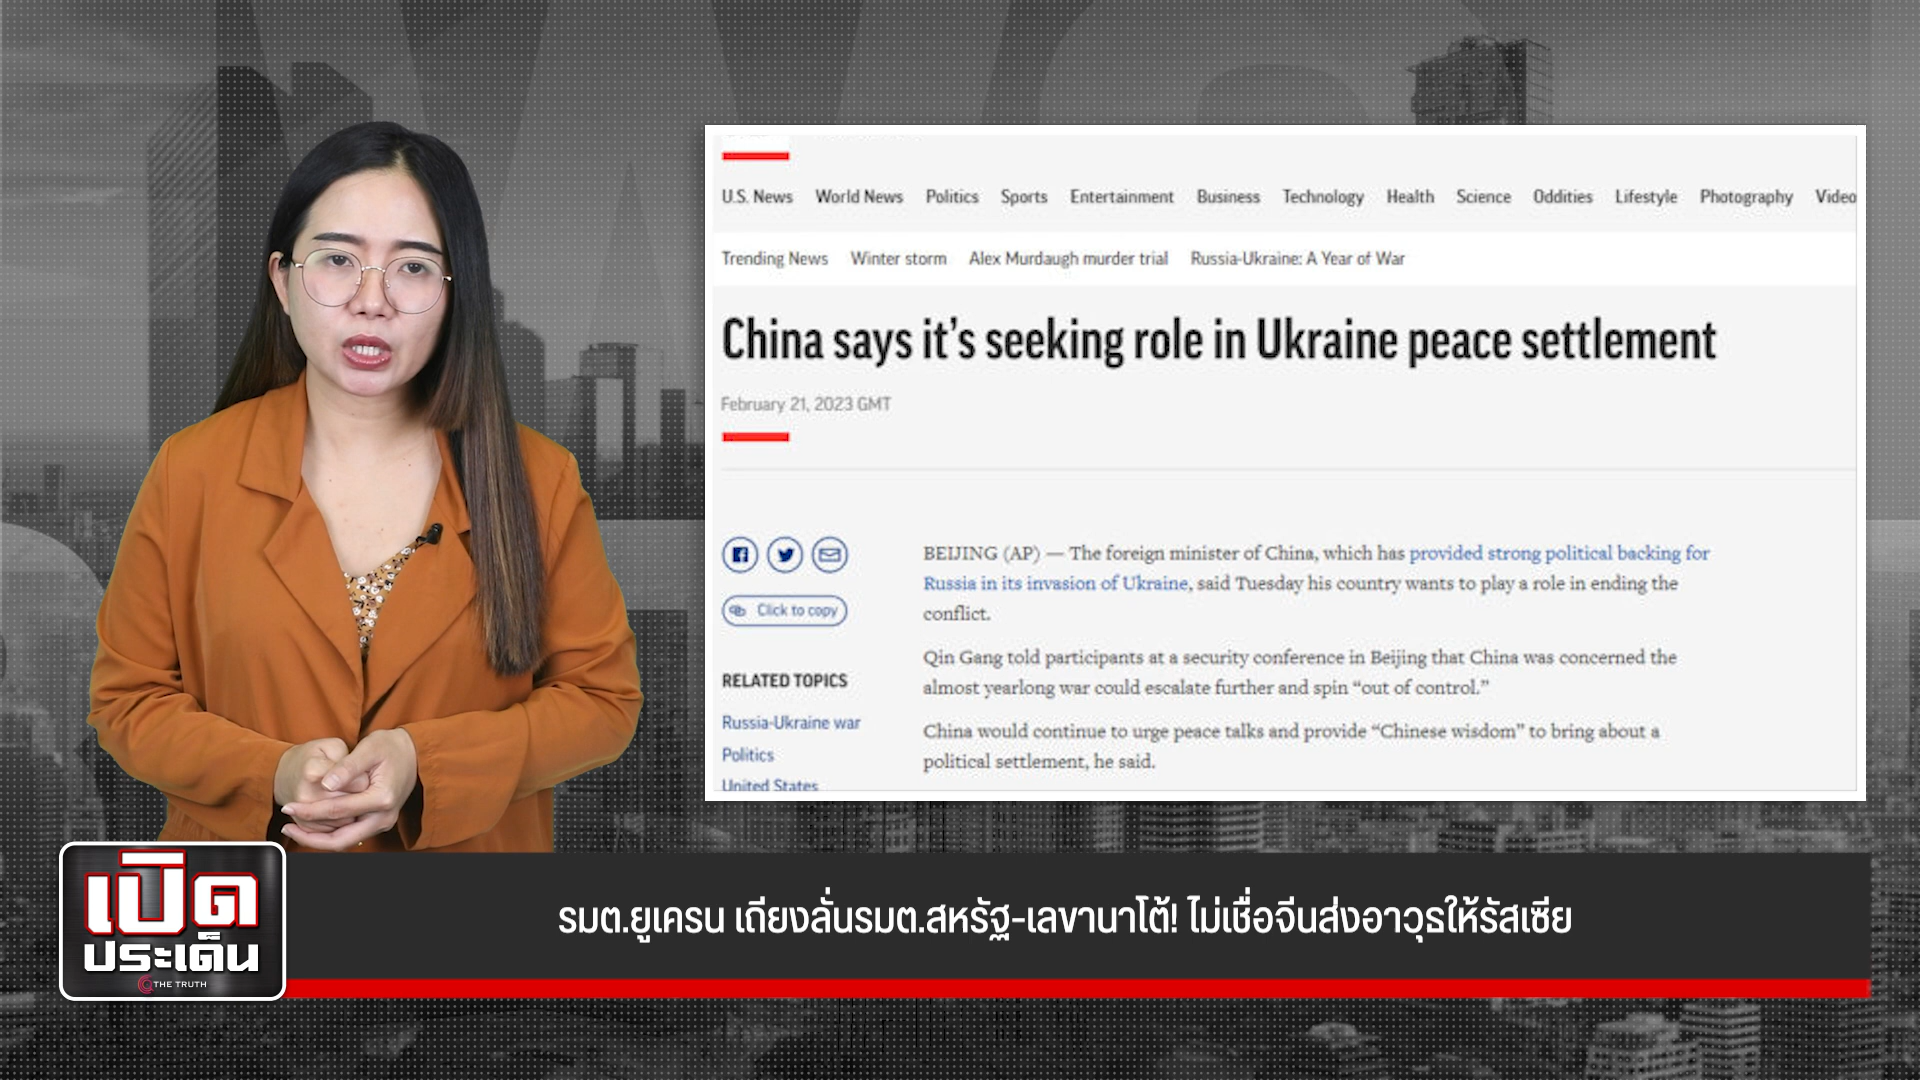 U.S. News World News Politics Sports Entertainment Business Technology Health Science Oddities Lifestyle Photography Video
Trending News Winter storm Alex Murdaugh murder trial Russia-Ukraine: A Year of War
China says it's seeking role in Ukraine peace settlement
February 21, 2023 GMT
Click to copy
RELATED TOPICS
Russia-Ukraine war
Politics
United States
BEIJING (AP) — The foreign minister of China, which has provided strong political backing for
Russia in its invasion of Ukraine, said Tuesday his country wants to play a role in ending the
conflict.
Qin Gang told participants at a security conference in Beijing that China was concerned the
almost yearlong war could escalate further and spin “out of control.”
China would continue to urge peace talks and provide “Chinese wisdom” to bring about a
political settlement, he said.
เปิด
ประเด็น
THE TRUTH
รมต.ยูเครน เถียงลั่นรมต.สหรัฐ-เลขานาโต้! ไม่เชื่อจีนส่งอาวุธให้รัสเซีย